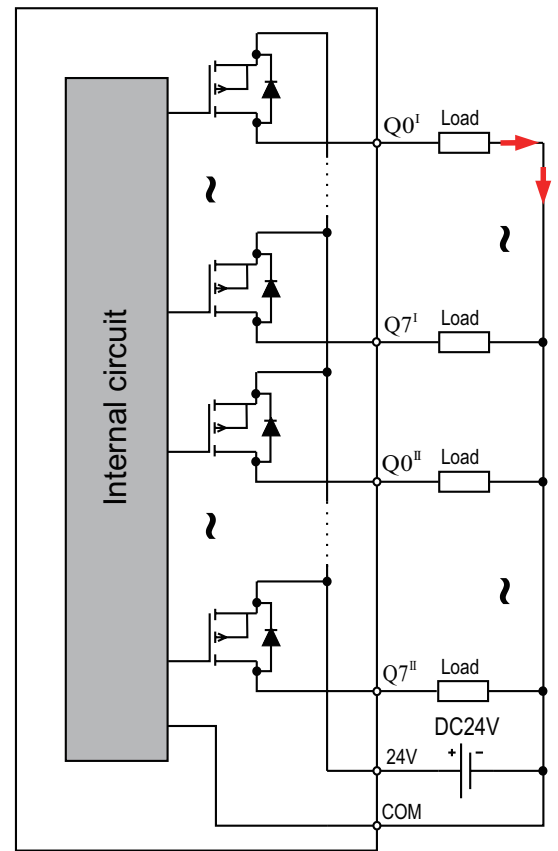 Q0ᴵ Load
Q7ᴵ Load
Internal circuit
Q0ᴵᴵ Load
Q7ᴵᴵ Load
DC24V
24V + -
COM